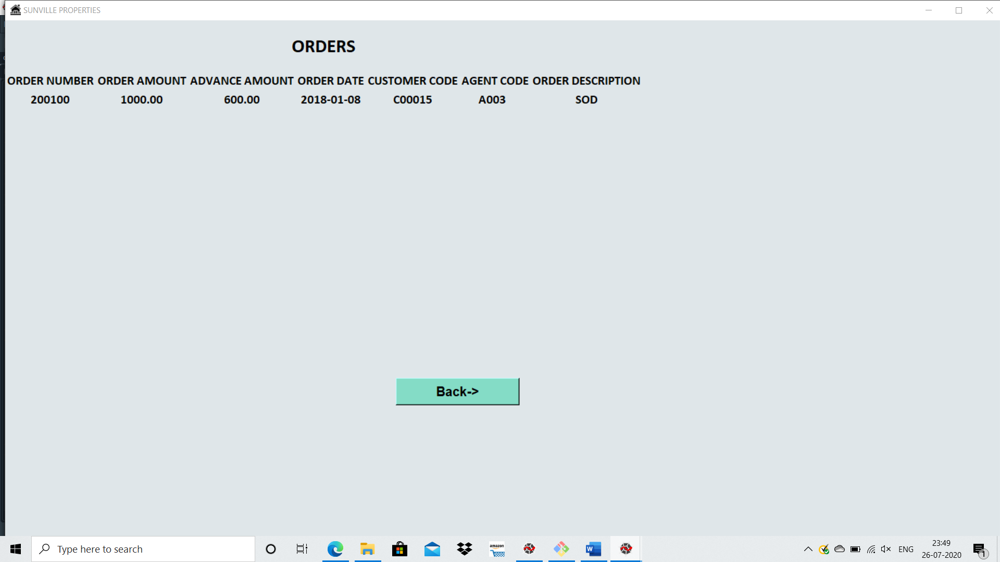 SUNVILLE PROPERTIES
ORDERS
ORDER NUMBER ORDER AMOUNT ADVANCE AMOUNT ORDER DATE CUSTOMER CODE AGENT CODE ORDER DESCRIPTION
200100 1000.00 600.00 2018-01-08 C00015 A003 SOD
Back->
Type here to search
amazon
W
ENG
23:49
26-07-2020
1